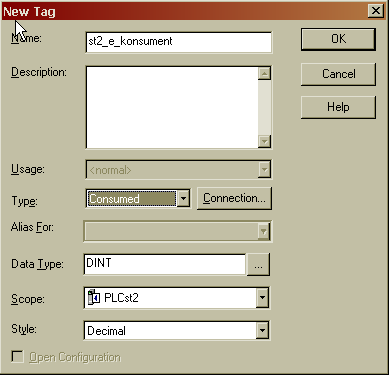 New Tag
Name: st2_e_konsument OK
Description: Cancel
Help
Usage: <normal>
Type: Consumed Connection...
Alias For:
Data Type: DINT ...
Scope: PLCst2
Style: Decimal
Open Configuration